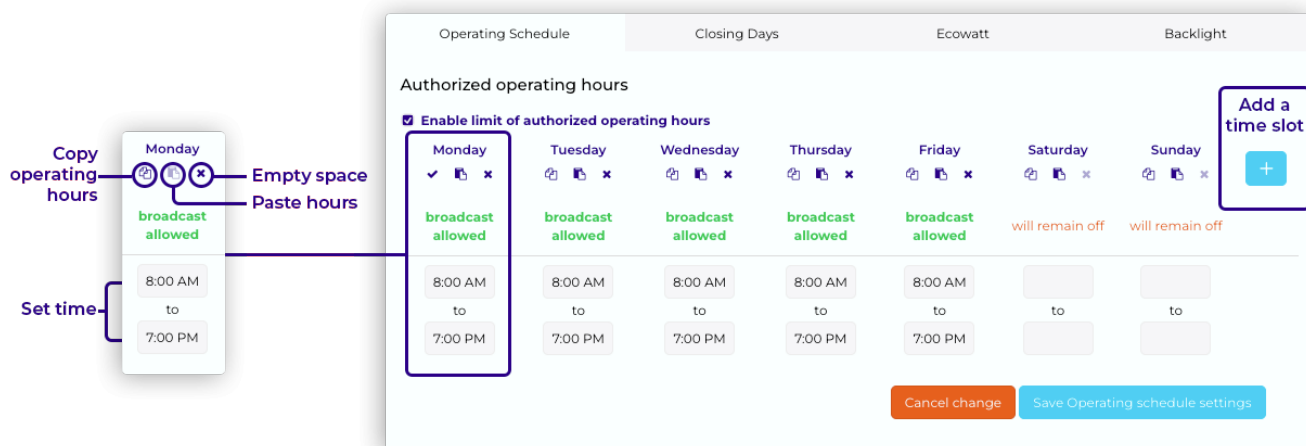 Operating Schedule
Closing Days
Ecowatt
Backlight
Authorized operating hours
Enable limit of authorized operating hours
Add a
time slot
+
Copy
operating
hours
Monday
Empty space
Paste hours
broadcast
allowed
Set time
8:00 AM
to
7:00 PM
Monday Tuesday Wednesday Thursday Friday Saturday Sunday
broadcast broadcast broadcast broadcast broadcast
allowed allowed allowed allowed allowed
will remain off will remain off
8:00 AM 8:00 AM 8:00 AM 8:00 AM 8:00 AM
to to to to to to to
7:00 PM 7:00 PM 7:00 PM 7:00 PM 7:00 PM
Cancel change
Save Operating schedule settings